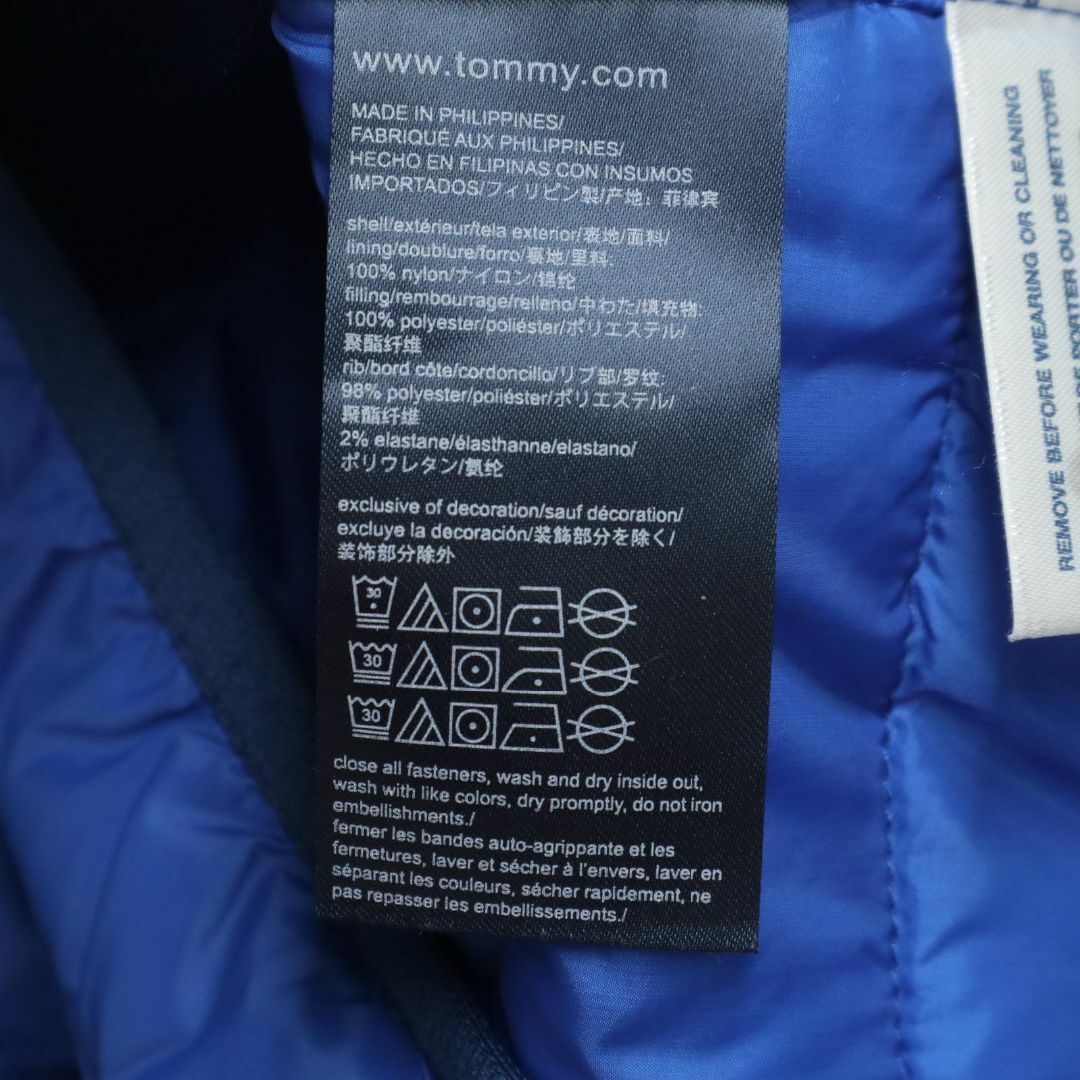 www.tommy.com
MADE IN PHILIPPINES/
FABRIQUE AUX PHILIPPINES/
HECHO EN FILIPINAS CON INSUMOS
IMPORTADOS/フィリピン製/产地：菲律宾
shell/extérieur/tela exterior/表地/面料/
lining/doublure/forro/裏地/里料:
100% nylon/ナイロン/锦纶
filling/rembourrage/relleno/中わた/填充物:
100% polyester/poliéster/ポリエステル/
聚酯纤维
rib/bord côte/cordoncillo/リブ部/罗纹:
98% polyester/poliéster/ポリエステル/
聚酯纤维
2% elastane/élasthanne/elastano/
ポリウレタン/氨纶
exclusive of decoration/sauf décoration/
excluye la decoración/装飾部分を除く/
装饰部分除外
30
30
30
close all fasteners, wash and dry inside out,
wash with like colors, dry promptly, do not iron
embellishments./
fermer les bandes auto-agrippante et les
fermetures, laver et sécher à l'envers, laver en
séparant les couleurs, sécher rapidement, ne
pas repasser les embellissements./
REMOVE BEFORE WEARING OR CLEANING
PORTER OU DE NETTOYER